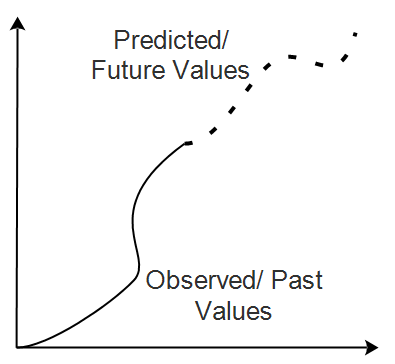 Predicted/
Future Values
Observed/ Past
Values